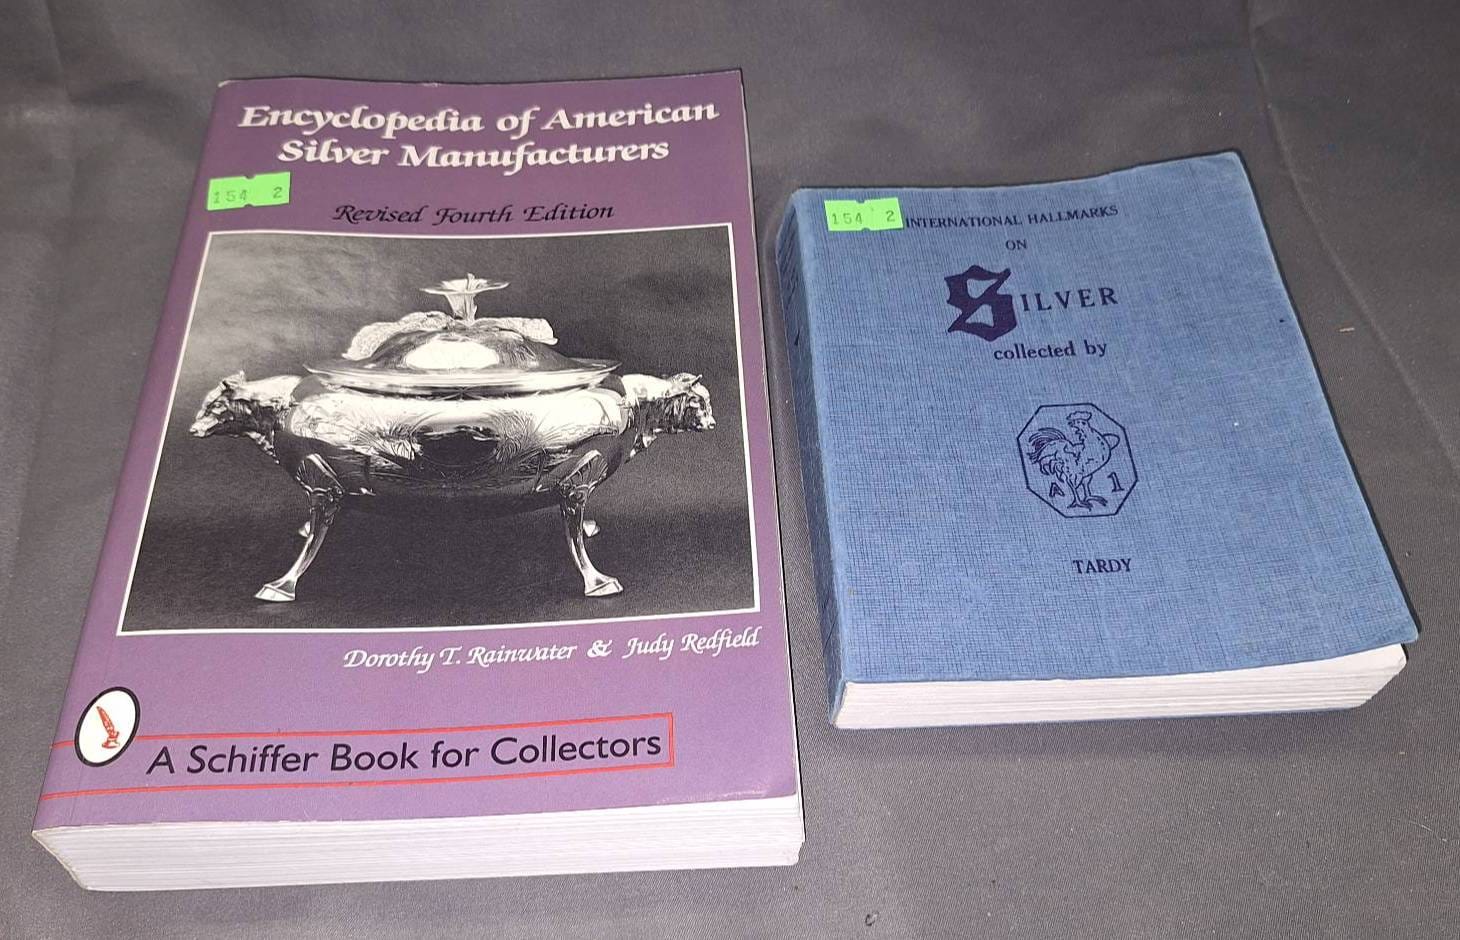 Encyclopedia of American
Silver Manufacturers
154 2
Revised Fourth Edition
Dorothy T. Rainwater & Judy Redfield
A Schiffer Book for Collectors
154 2
INTERNATIONAL HALLMARKS
ON
SILVER
collected by
A 1
TARDY